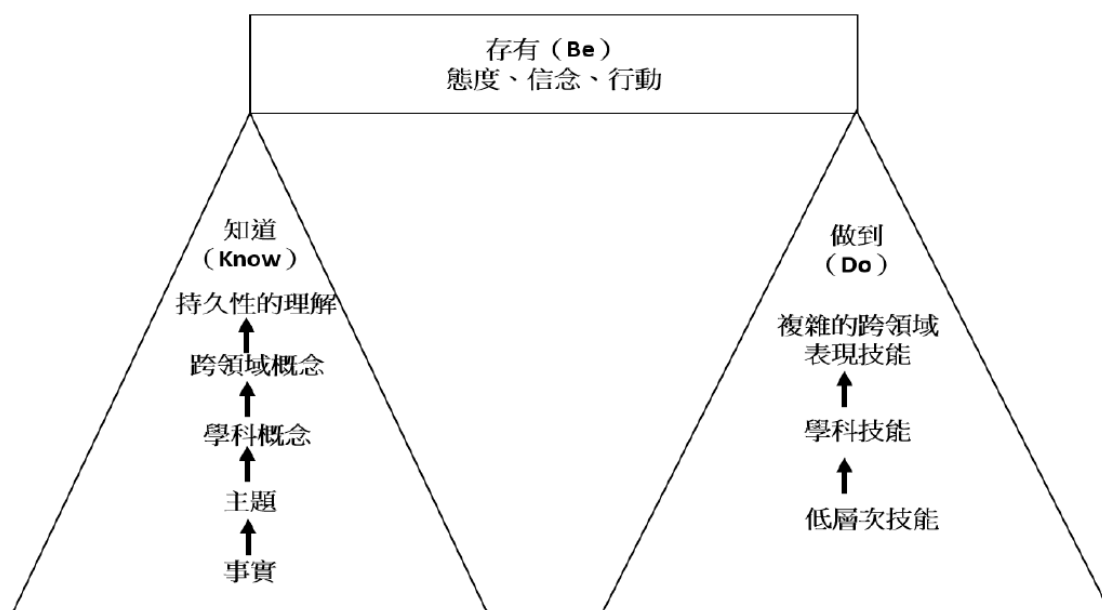 存有（Be）
態度、信念、行動
知道
（Know）
持久性的理解
跨領域概念
學科概念
主題
事實
做到
（Do）
複雜的跨領域
表現技能
學科技能
低層次技能